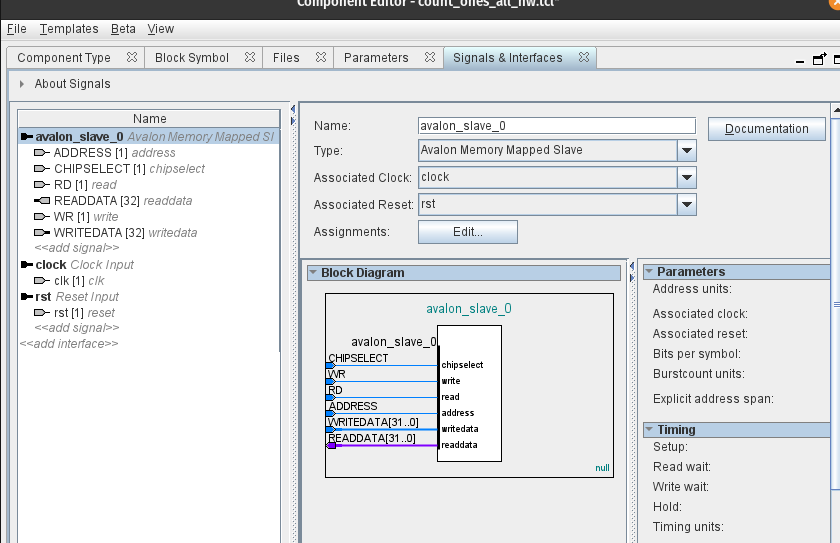 Component Editor - count_ones_all_hw.tcl*
File Templates Beta View
Component Type Block Symbol Files Parameters Signals & Interfaces
About Signals
Name
avalon_slave_0 Avalon Memory Mapped Sl
ADDRESS [1] address
CHIPSELECT [1] chipselect
RD [1] read
READDATA [32] readdata
WR [1] write
WRITEDATA [32] writedata
<<add signal>>
clock Clock Input
clk [1] clk
rst Reset Input
rst [1] reset
<<add signal>>
<<add interface>>
Name: avalon_slave_0 Documentation
Type: Avalon Memory Mapped Slave
Associated Clock: clock
Associated Reset: rst
Assignments: Edit...
Block Diagram
avalon_slave_0
avalon_slave_0
CHIPSELECT chipselect
WR write
RD read
ADDRESS address
WRITEDATA[31..0] writedata
READDATA[31..0] readdata
null
Parameters
Address units:
Associated clock:
Associated reset:
Bits per symbol:
Burstcount units:
Explicit address span:
Timing
Setup:
Read wait:
Write wait:
Hold:
Timing units: